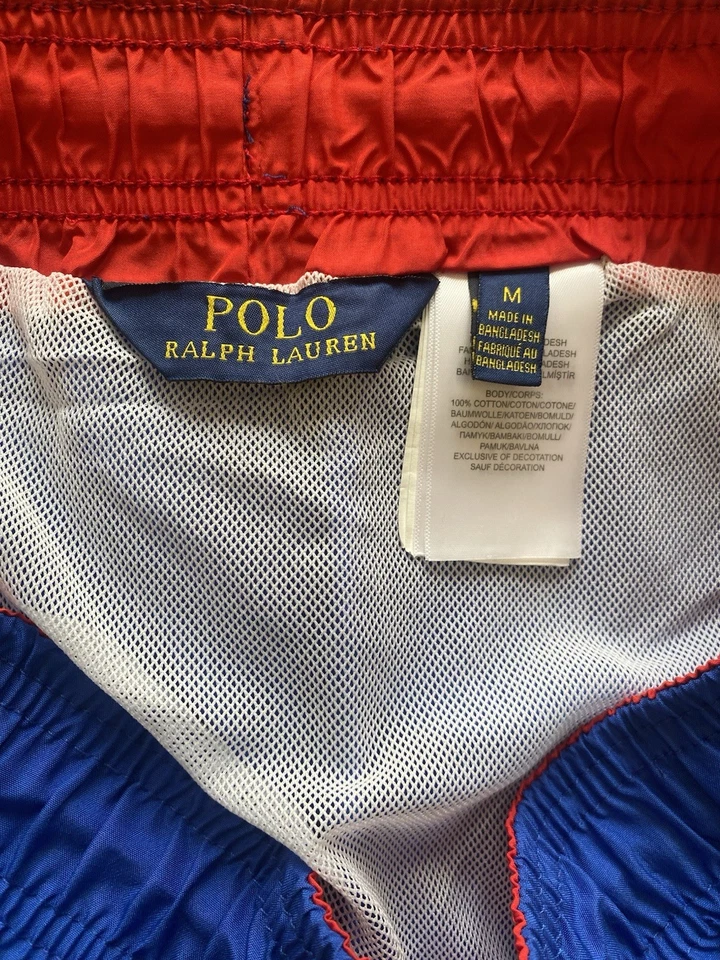 POLO
RALPH LAUREN
M
MADE IN
BANGLADESH
FABRIQUÉ AU
BANGLADESH
BODY/CORPS:
100% COTTON/COTON/COTONE/
BAUMWOLLE/KATOEN/BOMULD/
ALGODÓN/ ALGODÃO/ХЛОПОК/
ПАМУК/BAMBAKI/BOMULL/
PAMUK/BAVLNA
EXCLUSIVE OF DECOTATION
SAUF DÉCORATION